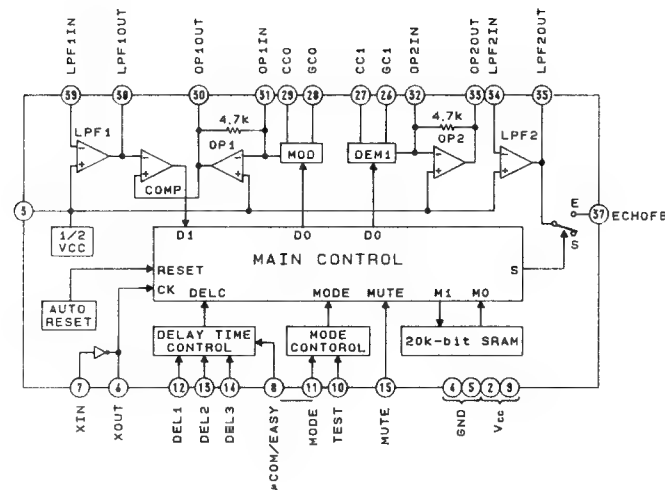 LPF1IN
LPF1OUT
OP1OUT
OP1IN
CC0
GC0
CC1
GC1
OP2IN
OP2OUT
LPF2IN
LPF2OUT
39
38
30
31
29
28
27
26
32
33
34
35
LPF1
4.7k
OP1
MOD
DEM1
4.7k
OP2
LPF2
COMP
5
1/2
VCC
D1
D0
D0
MAIN CONTROL
E
S
37
ECHOFB
RESET
CK
DELC
MODE
MUTE
M1
M0
S
AUTO
RESET
DELAY TIME
CONTROL
MODE
CONTOROL
20k-bit SRAM
7
6
12
13
14
8
11
10
15
4
5
2
9
XIN
XOUT
DEL1
DEL2
DEL3
μCOM/EASY
MODE
TEST
MUTE
GND
Vcc